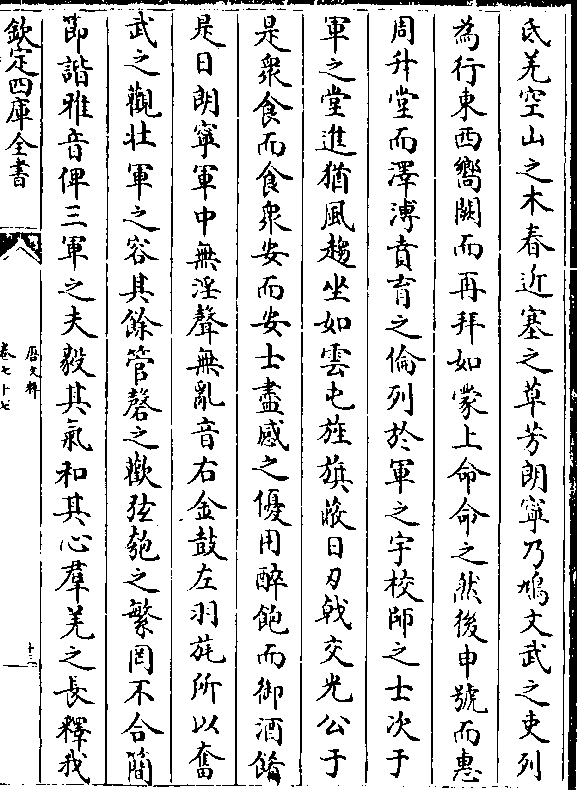 氐羌空山之木春近塞之草芳朗寧乃鳩文武之吏列
為行東西嚮闕而再拜如蒙上命命之然後申號而惠
周升堂而澤溥賁育之倫列於軍之宇校師之士次于
軍之堂進猶風趨坐如雲屯旌旗蔽日刃戟交光公于
是衆食而食衆安而安士盡感之優用醉飽而御酒餚
是日朗寧軍中無淫聲無亂音右金鼓左羽旄所以奮
武之觀壯軍之容其餘管磬之歡弦匏之繁罔不合簡
節諧雅音俾三軍之夫毅其氣和其心羣羌之長釋我
欽定四庫全書
唐文粹
卷七十七